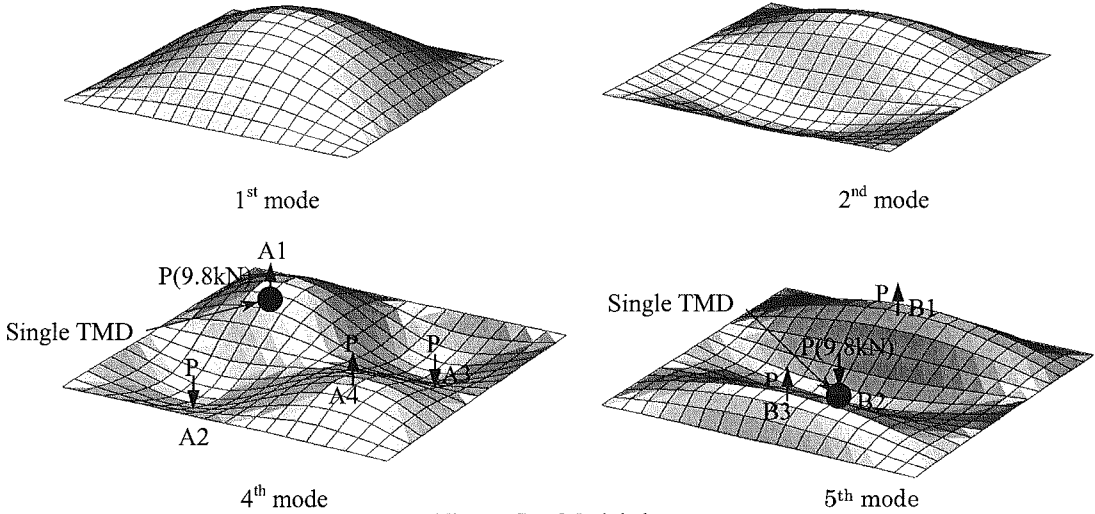 1st mode
2nd mode
A1
P(9.8kN)
Single TMD
P
P
P
A3
A4
A2
4th mode
P
B1
Single TMD
P(9.8kN)
P
B2
B3
5th mode